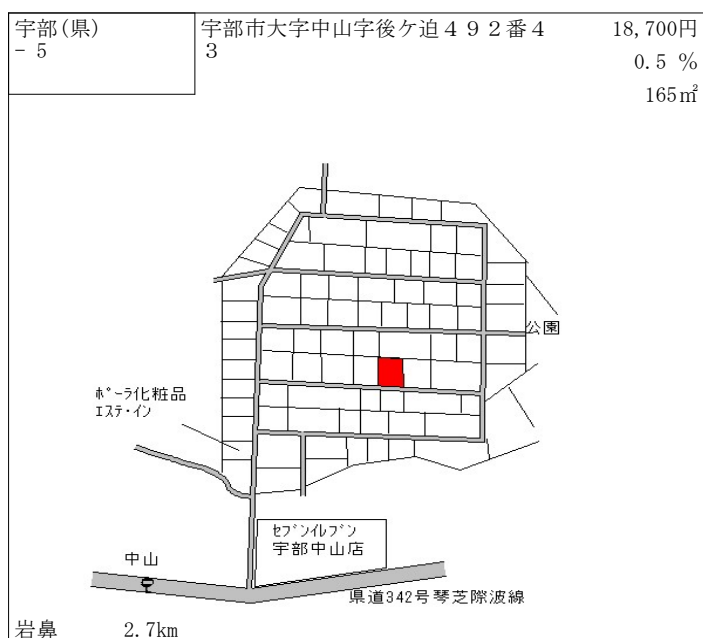 宇部(県)
- 5
宇部市大字中山字後ケ迫４９２番４
３
18,700円
0.5 %
165㎡
公園
ﾎﾟｰﾗ化粧品
ｴｽﾃ･ｲﾝ
ｾﾌﾞﾝｲﾚﾌﾞﾝ
宇部中山店
中山
県道342号琴芝際波線
岩鼻 2.7km